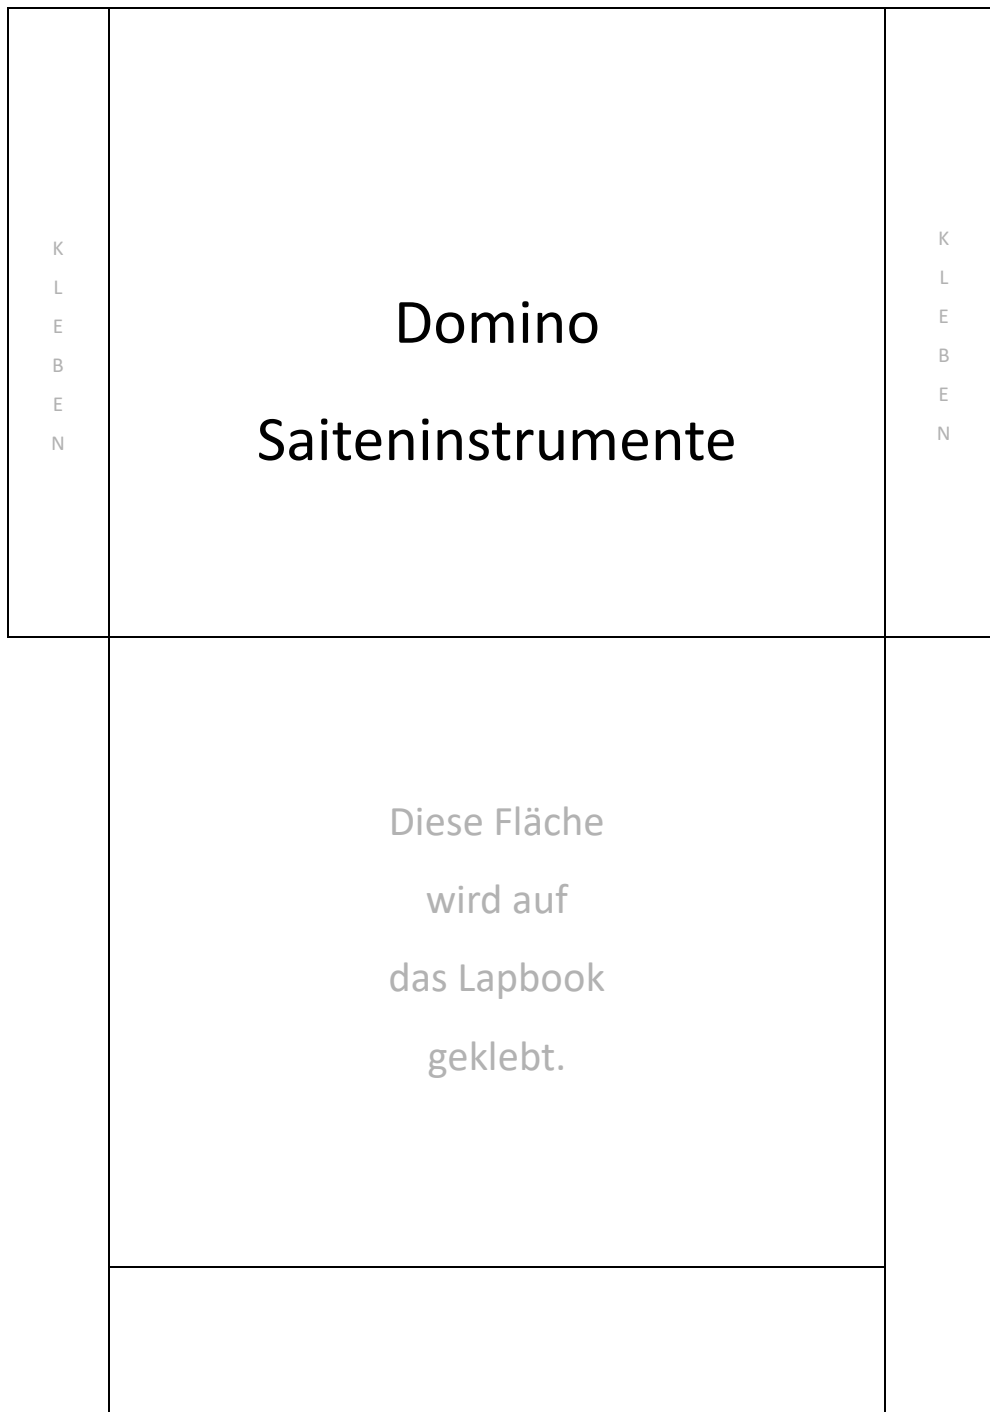 K
L
E
B
E
N
Domino
Saiteninstrumente
K
L
E
B
E
N
Diese Fläche
wird auf
das Lapbook
geklebt.